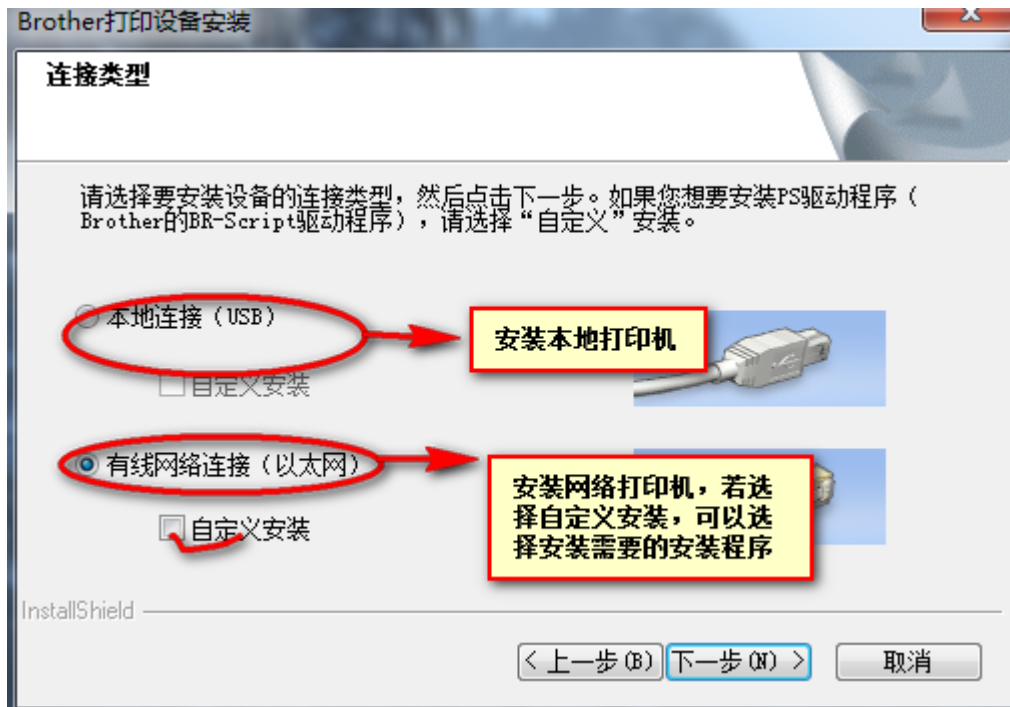 Brother打印设备安装
连接类型
请选择要安装设备的连接类型，然后点击下一步。如果您想要安装PS驱动程序（
Brother的BR-Script驱动程序），请选择“自定义”安装。
本地连接（USB）
安装本地打印机
自定义安装
有线网络连接（以太网）
安装网络打印机，若选
择自定义安装，可以选
择安装需要的安装程序
自定义安装
InstallShield
< 上一步(B)
下一步(N) >
取消